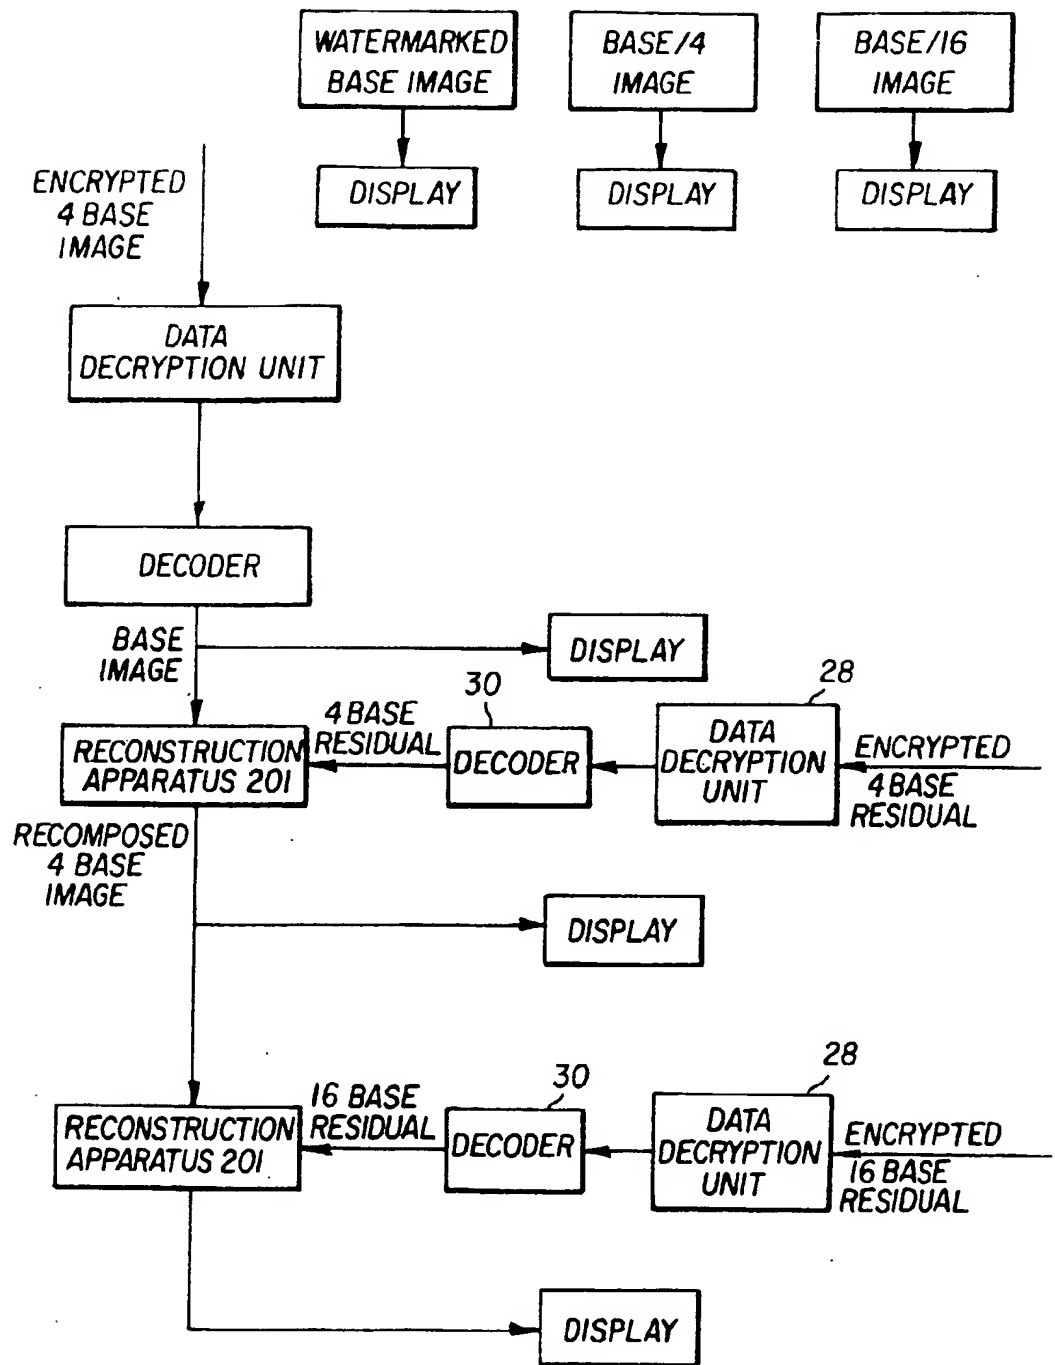 WATERMARKED
BASE IMAGE
BASE/4
IMAGE
BASE/16
IMAGE
DISPLAY
DISPLAY
DISPLAY
ENCRYPTED
4 BASE
IMAGE
DATA
DECRYPTION UNIT
DECODER
BASE
IMAGE
DISPLAY
RECONSTRUCTION
APPARATUS 201
4 BASE
RESIDUAL
30
DECODER
28
DATA
DECRYPTION
UNIT
ENCRYPTED
4 BASE
RESIDUAL
RECOMPOSED
4 BASE
IMAGE
DISPLAY
RECONSTRUCTION
APPARATUS 201
16 BASE
RESIDUAL
30
DECODER
28
DATA
DECRYPTION
UNIT
ENCRYPTED
16 BASE
RESIDUAL
DISPLAY